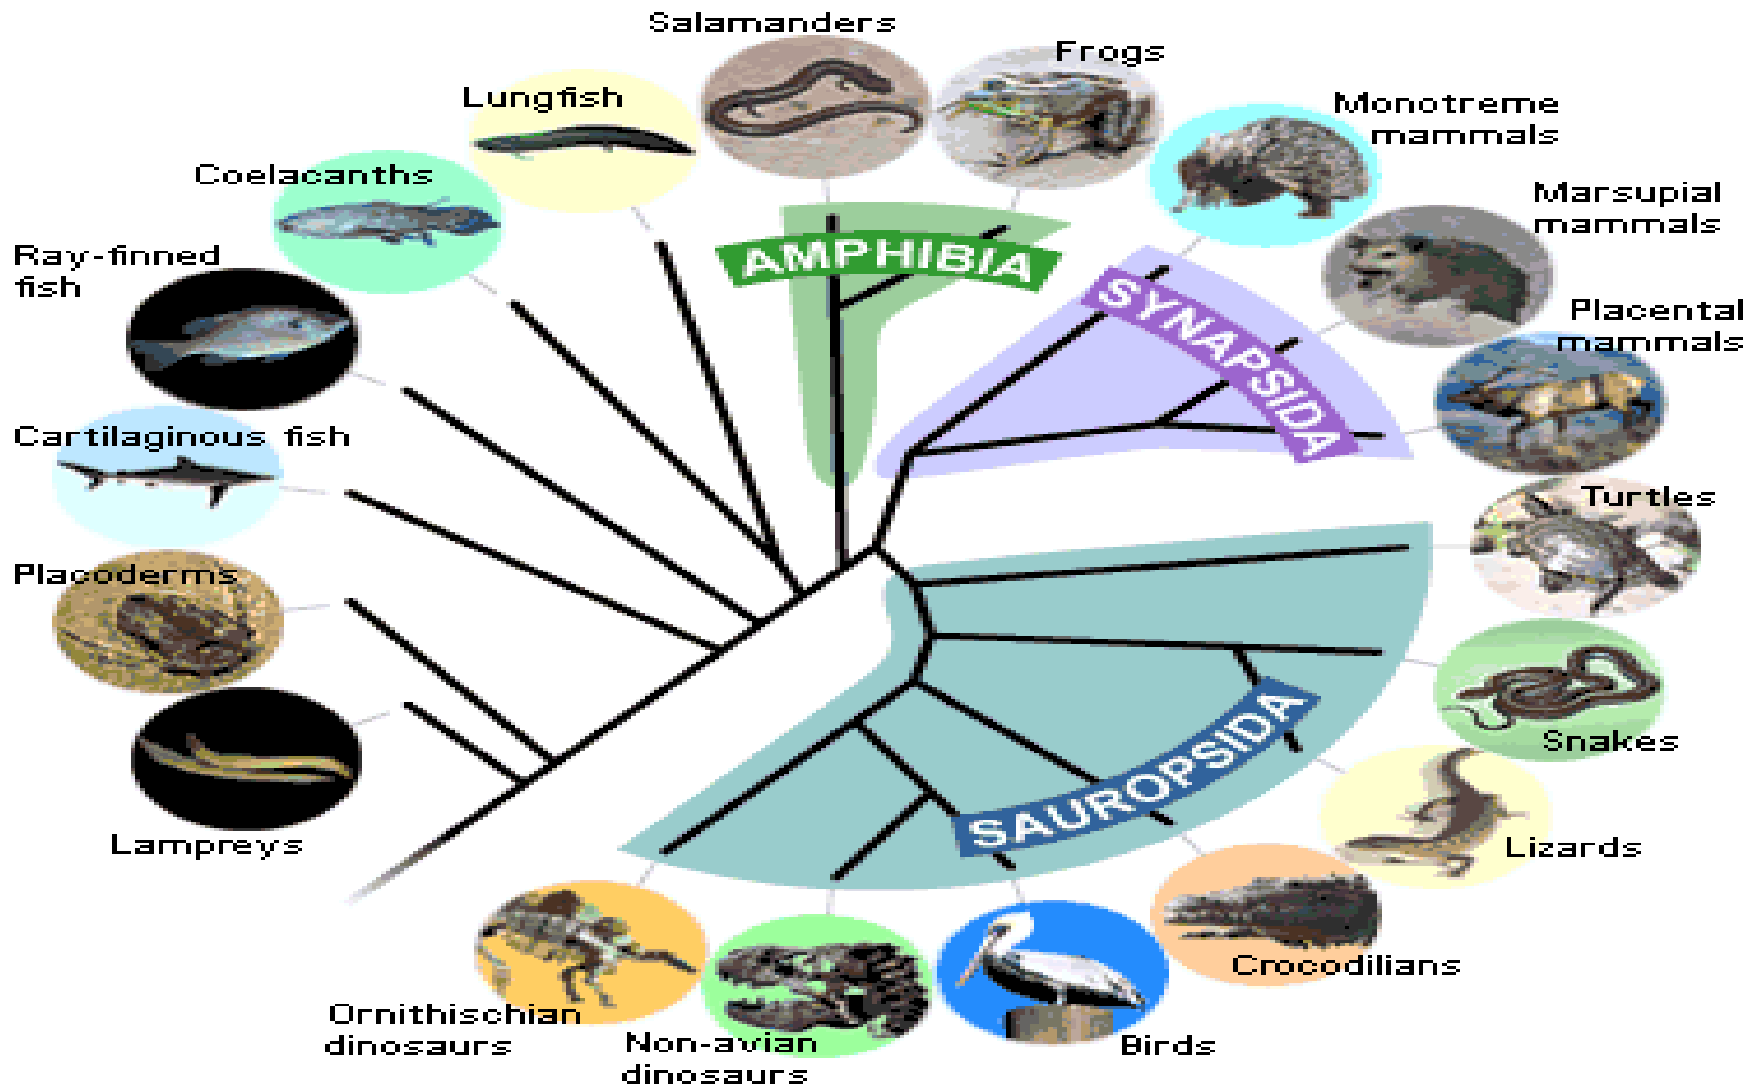 Salamanders
Frogs
Lungfish
Monotreme
mammals
Coelacanths
Marsupial
mammals
Ray-finned
fish
AMPHIBIA
SYNAPSIDA
Placental
mammals
Cartilaginous fish
Turtles
Placoderms
Snakes
SAUROPSIDA
Lampreys
Lizards
Crocodilians
Ornithischian
dinosaurs
Non-avian
dinosaurs
Birds